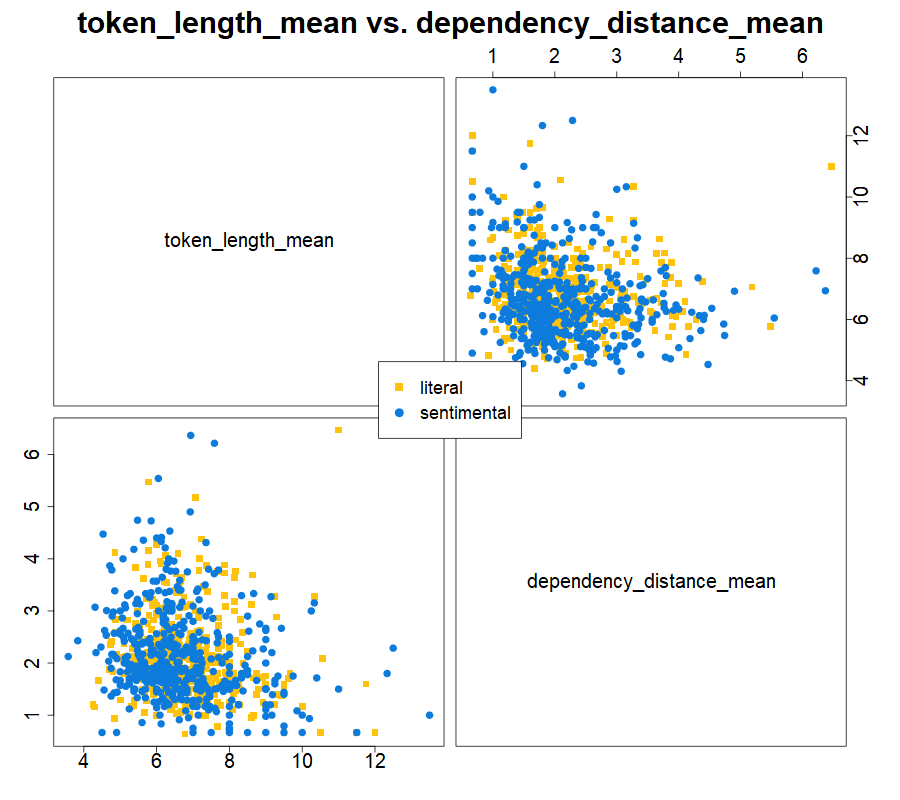 token_length_mean vs. dependency_distance_mean
1 2 3 4 5 6
token_length_mean
12
10
8
6
4
literal
sentimental
6
5
4
3
2
1
dependency_distance_mean
4 6 8 10 12